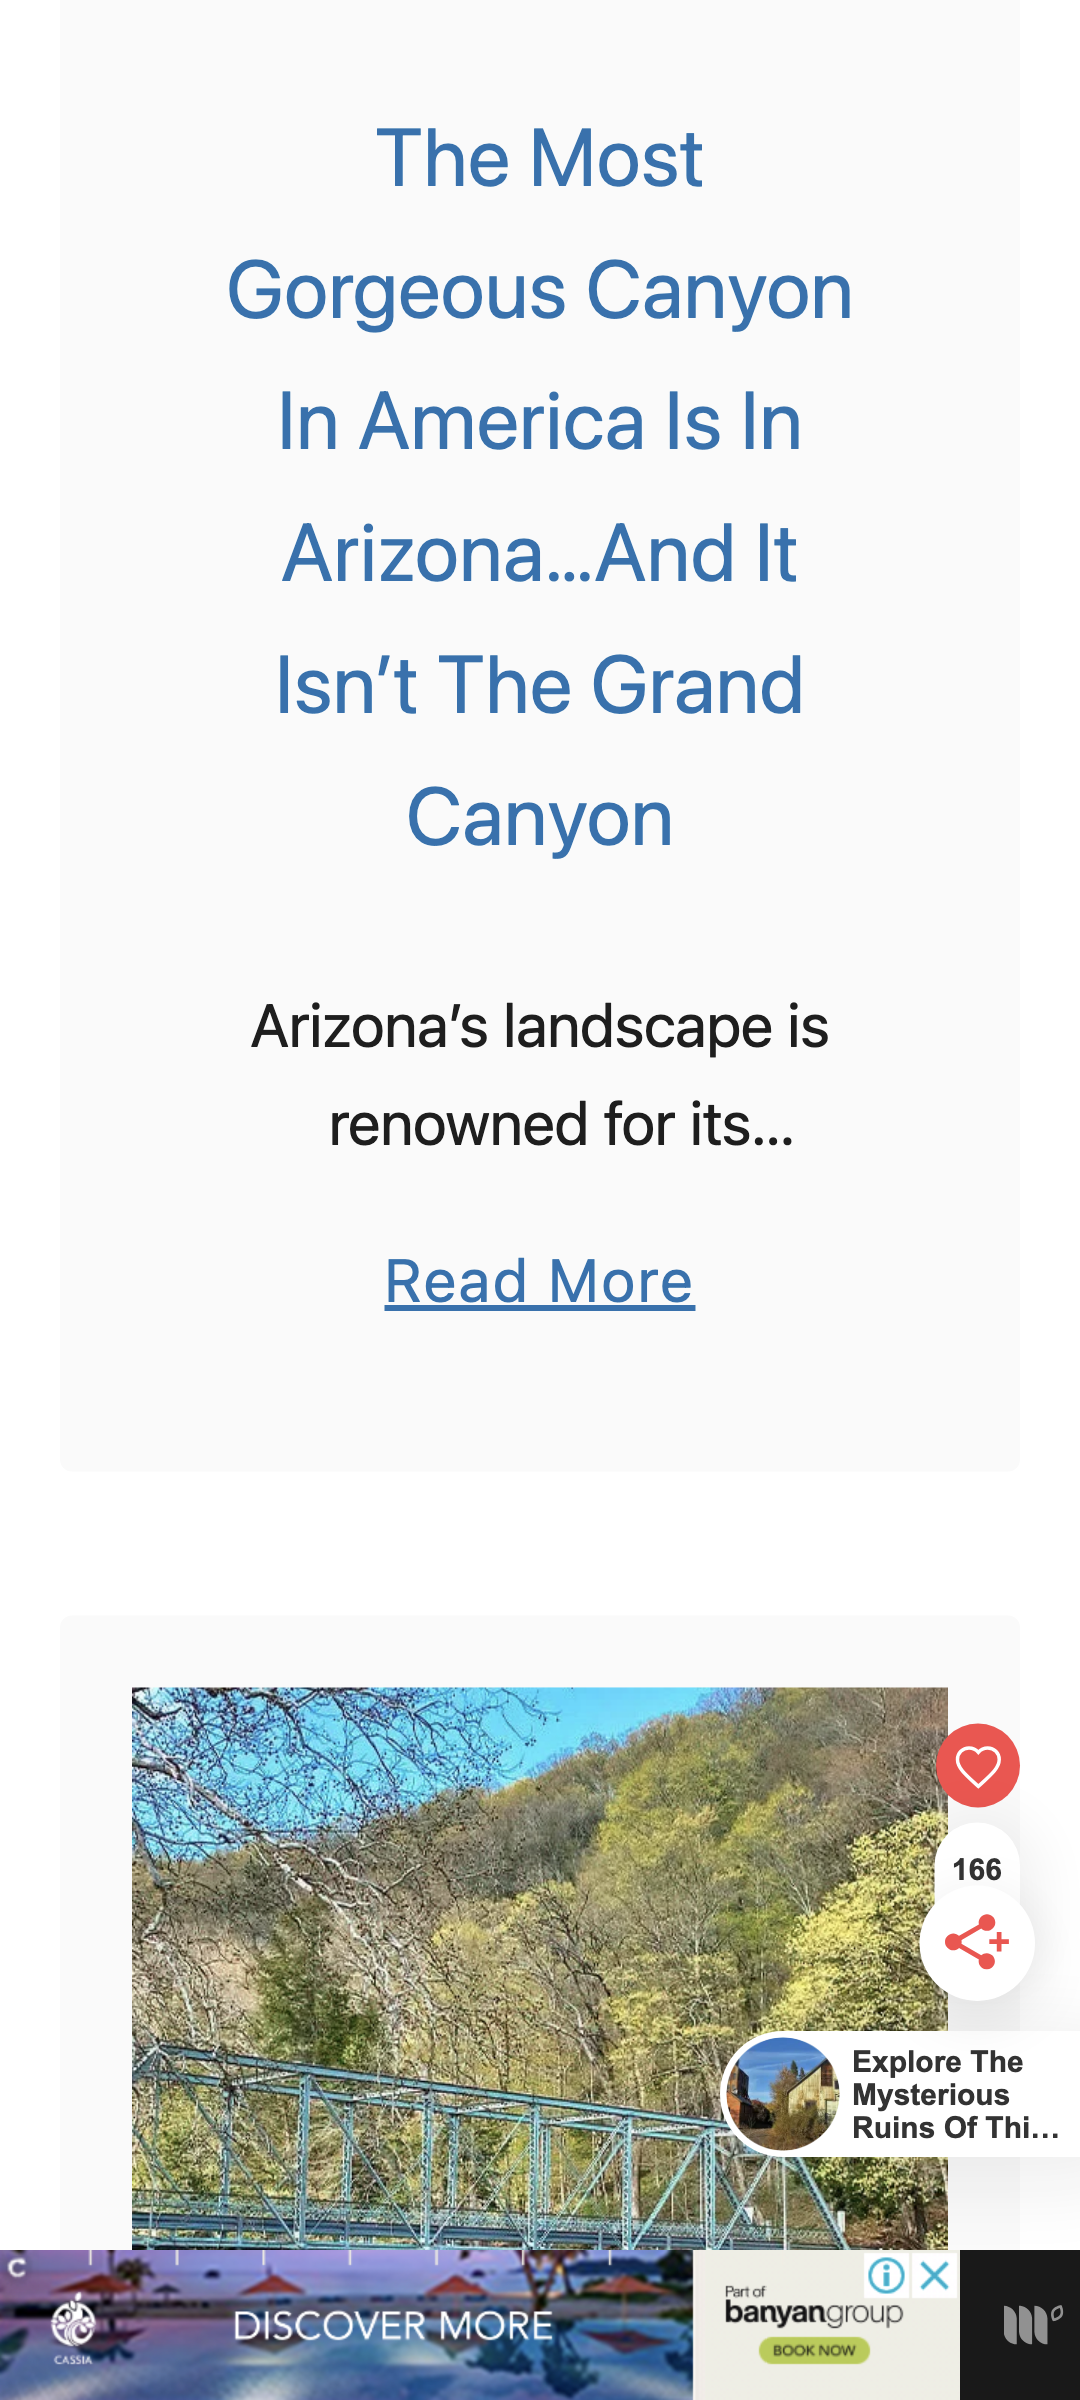 The Most
Gorgeous Canyon
In America Is In
Arizona…And It
Isn’t The Grand
Canyon
Arizona’s landscape is
renowned for its...
Read More
166
Explore The
Mysterious
Ruins Of Thi...
C
CASSIA
DISCOVER MORE
Part of
banyangroup
BOOK NOW